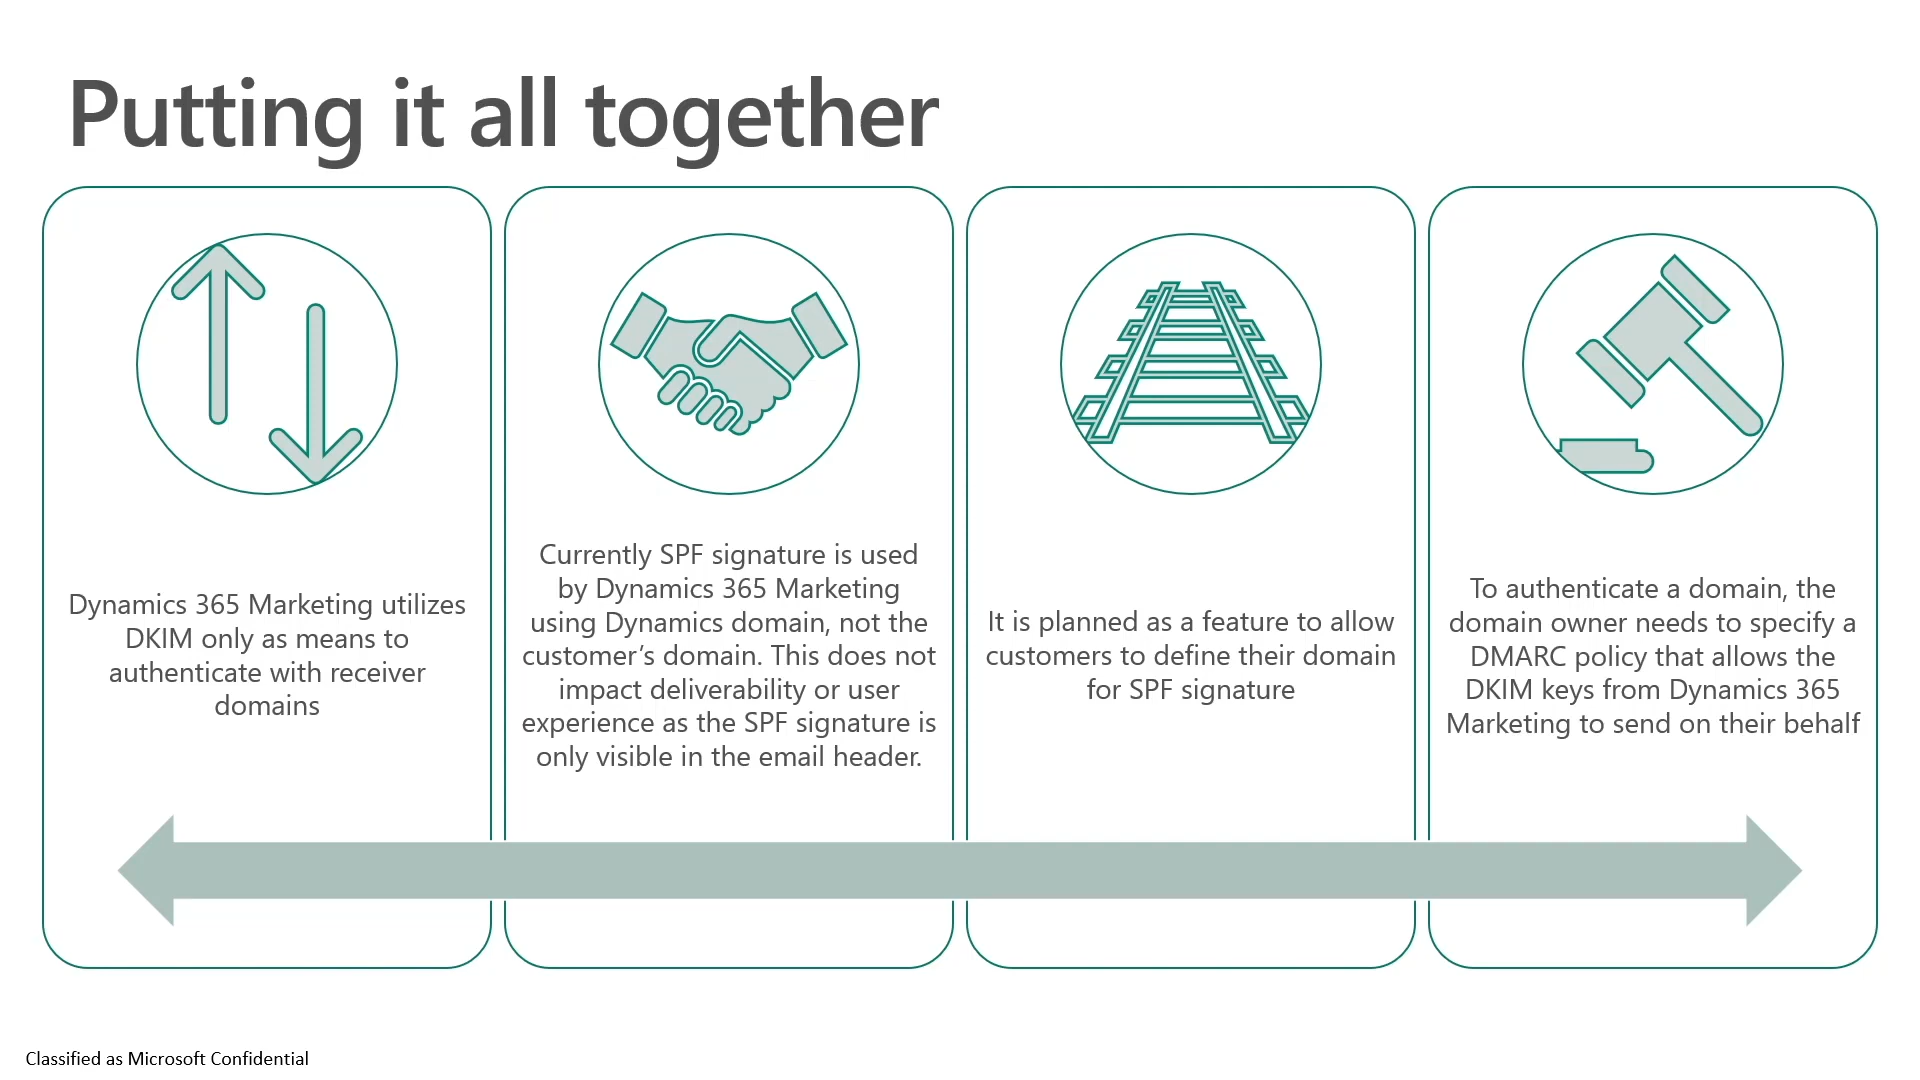 Putting it all together
Dynamics 365 Marketing utilizes
DKIM only as means to
authenticate with receiver
domains
Currently SPF signature is used
by Dynamics 365 Marketing
using Dynamics domain, not the
customer’s domain. This does not
impact deliverability or user
experience as the SPF signature is
only visible in the email header.
It is planned as a feature to allow
customers to define their domain
for SPF signature
To authenticate a domain, the
domain owner needs to specify a
DMARC policy that allows the
DKIM keys from Dynamics 365
Marketing to send on their behalf
Classified as Microsoft Confidential